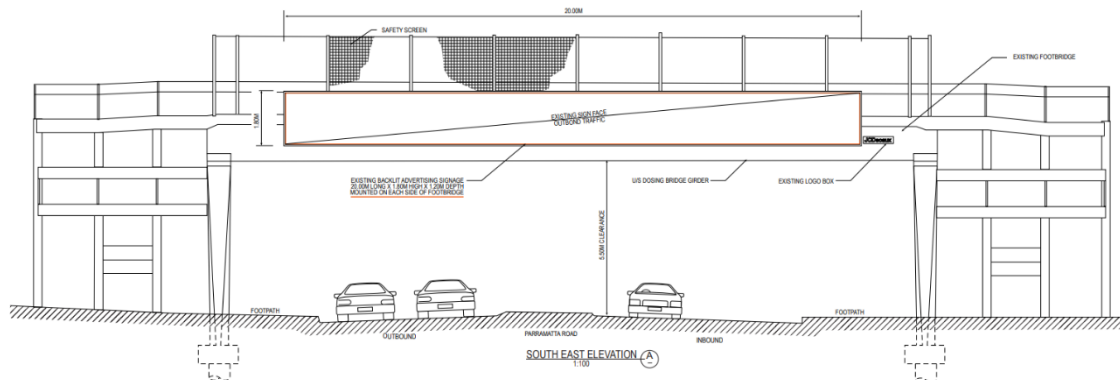 20.00M
SAFETY SCREEN
EXISTING FOOTBRIDGE
1.80M
EXISTING SIGN FACE
OUTBOND TRAFFIC
JCDecaux
EXISTING BACKLIT ADVERTISING SIGNAGE
20.00M LONG X 1.80M HIGH X 1.20M DEPTH
MOUNTED ON EACH SIDE OF FOOTBRIDGE
U/S DOSING BRIDGE GIRDER
EXISTING LOGO BOX
5.50M CLEARANCE
FOOTPATH
OUTBOUND
PARRAMATTA ROAD
INBOUND
FOOTPATH
SOUTH EAST ELEVATION
A
1:100